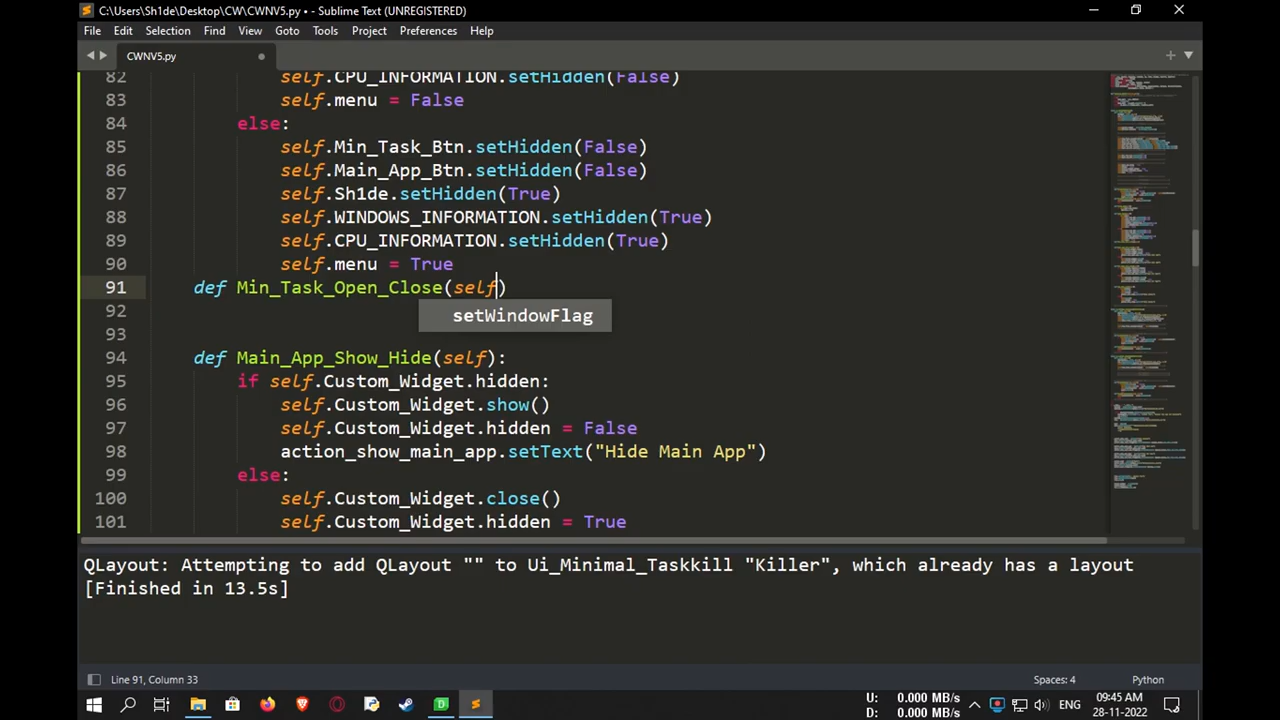 C:\Users\Sh1de\Desktop\CW\CWNV5.py • - Sublime Text (UNREGISTERED)
File Edit Selection Find View Goto Tools Project Preferences Help
CWNV5.py
82 self.CPU_INFORMATION.setHidden(False)
83 self.menu = False
84 else:
85 self.Min_Task_Btn.setHidden(False)
86 self.Main_App_Btn.setHidden(False)
87 self.Sh1de.setHidden(True)
88 self.WINDOWS_INFORMATION.setHidden(True)
89 self.CPU_INFORMATION.setHidden(True)
90 self.menu = True
91 def Min_Task_Open_Close(self)
92 setWindowFlag
93
94 def Main_App_Show_Hide(self):
95 if self.Custom_Widget.hidden:
96 self.Custom_Widget.show()
97 self.Custom_Widget.hidden = False
98 action_show_main_app.setText("Hide Main App")
99 else:
100 self.Custom_Widget.close()
101 self.Custom_Widget.hidden = True
QLayout: Attempting to add QLayout "" to Ui_Minimal_Taskkill "Killer", which already has a layout
[Finished in 13.5s]
Line 91, Column 33 Spaces: 4 Python
U: 0.000 MB/s
D: 0.000 MB/s
ENG
09:45 AM
28-11-2022